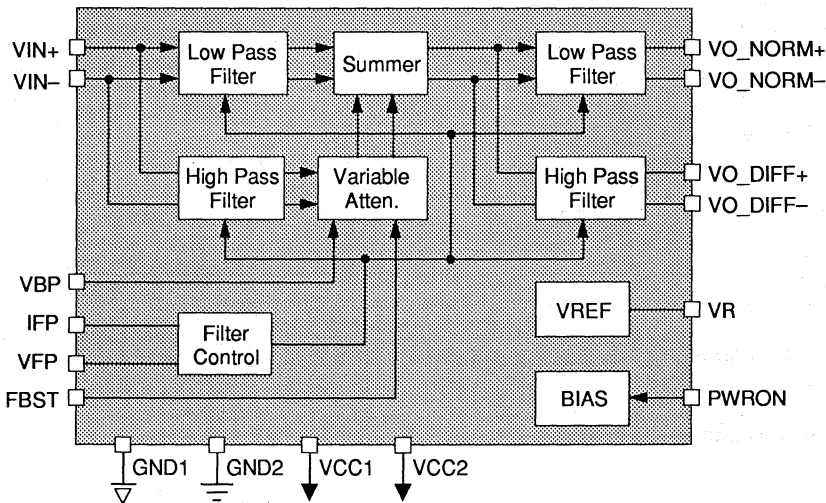 VIN+
VIN–
Low Pass
Filter
Summer
Low Pass
Filter
VO_NORM+
VO_NORM–
High Pass
Filter
Variable
Atten.
High Pass
Filter
VO_DIFF+
VO_DIFF–
VBP
IFP
VFP
FBST
Filter
Control
VREF
VR
BIAS
PWRON
GND1
GND2
VCC1
VCC2